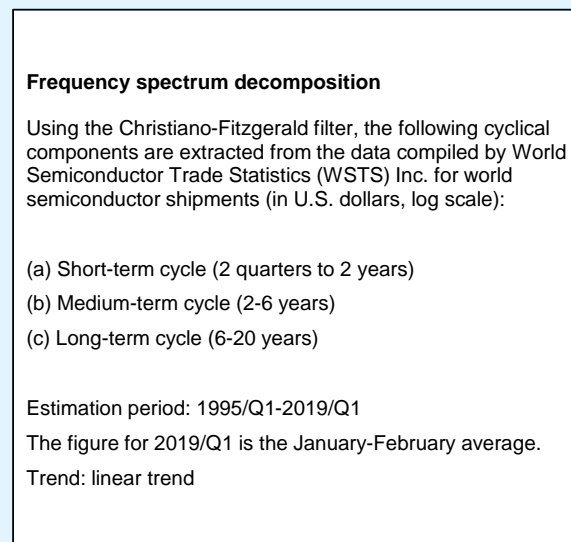 Frequency spectrum decomposition
Using the Christiano-Fitzgerald filter, the following cyclical
components are extracted from the data compiled by World
Semiconductor Trade Statistics (WSTS) Inc. for world
semiconductor shipments (in U.S. dollars, log scale):
(a) Short-term cycle (2 quarters to 2 years)
(b) Medium-term cycle (2-6 years)
(c) Long-term cycle (6-20 years)
Estimation period: 1995/Q1-2019/Q1
The figure for 2019/Q1 is the January-February average.
Trend: linear trend